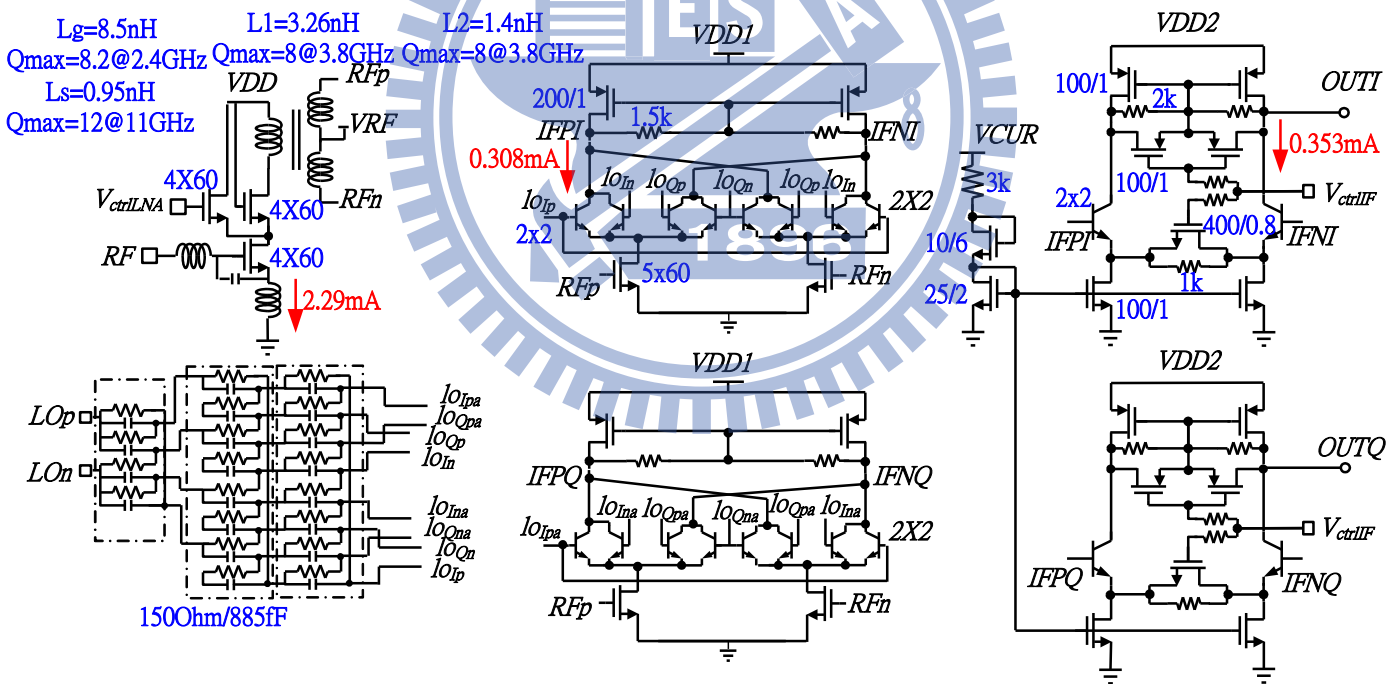 Lg=8.5nH
Qmax=8.2@2.4GHz
Ls=0.95nH
Qmax=12@11GHz
L1=3.26nH
Qmax=8@3.8GHz
L2=1.4nH
Qmax=8@3.8GHz
VDD
RFp
VRF
RFn
4X60
VctrlLNA
4X60
RF
4X60
2.29mA
VDD1
200/1
1.5k
IFPI
IFNI
0.308mA
loIp
loIn
loQp
loQn
loQp
loIn
2x2
2X2
RFp
5x60
RFn
1896
VCUR
3k
10/6
25/2
VDD2
100/1
2k
OUTI
0.353mA
100/1
VctrlIF
2x2
400/0.8
IFPI
IFNI
1k
100/1
LOp
LOn
loIpa
loQpa
loQp
loIn
loIna
loQna
loQn
loIp
150Ohm/885fF
VDD1
IFPQ
IFNQ
loIpa
loIna
loQpa
loQna
loQpa
loIna
2X2
RFp
RFn
VDD2
OUTQ
VctrlIF
IFPQ
IFNQ
ES
A
8